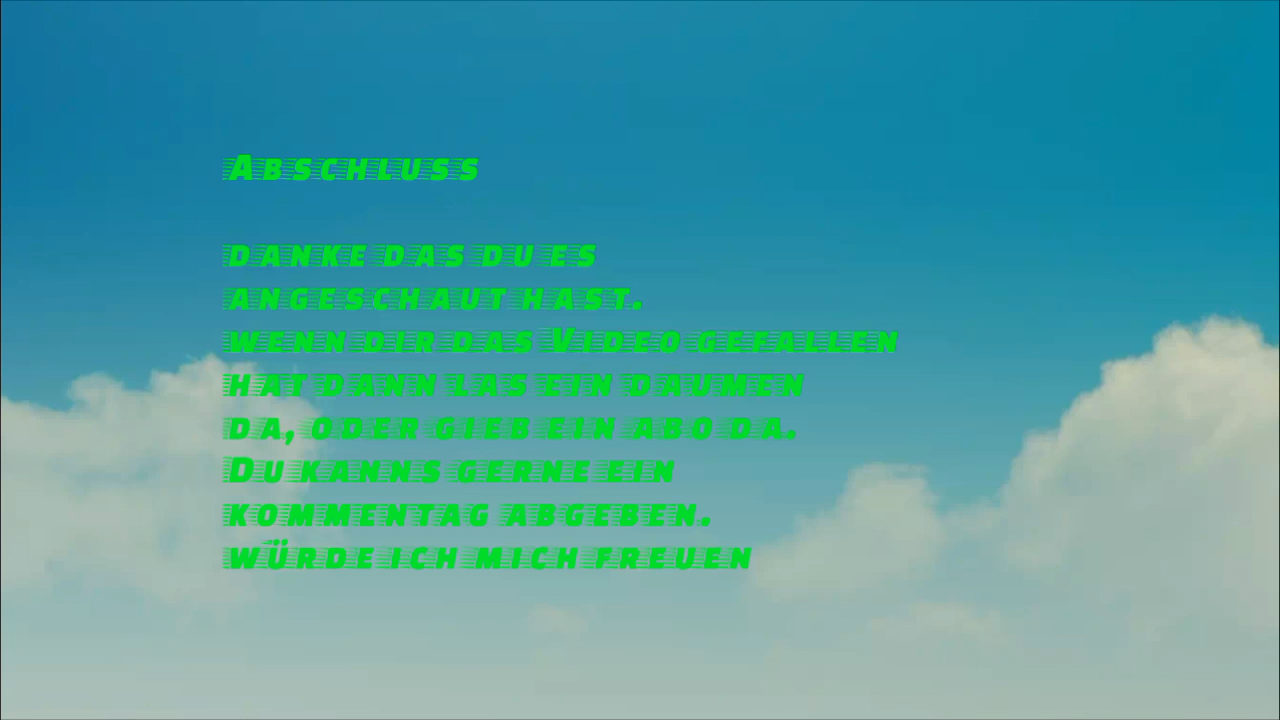 Abschluss
danke das du es
angeschaut hast.
wenn dir das Video gefallen
hat dann las ein daumen
da, oder gieb ein abo da.
Du kanns gerne ein
kommentag abgeben.
würde ich mich freuen